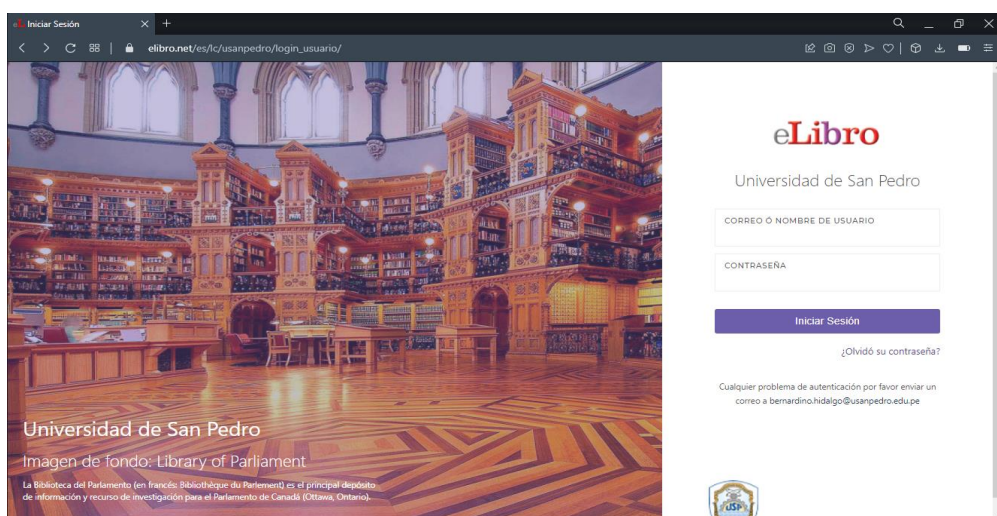 Iniciar Sesión
elibro.net/es/lc/usanpedro/login_usuario/
eLibro
Universidad de San Pedro
CORREO Ó NOMBRE DE USUARIO
CONTRASEÑA
Iniciar Sesión
¿Olvidó su contraseña?
Cualquier problema de autenticación por favor enviar un
correo a bernardino.hidalgo@usanpedro.edu.pe
Universidad de San Pedro
Imagen de fondo: Library of Parliament
La Biblioteca del Parlamento (en francés: Bibliothèque du Parlement) es el principal depósito
de información y recurso de investigación para el Parlamento de Canadá (Ottawa, Ontario).
USP